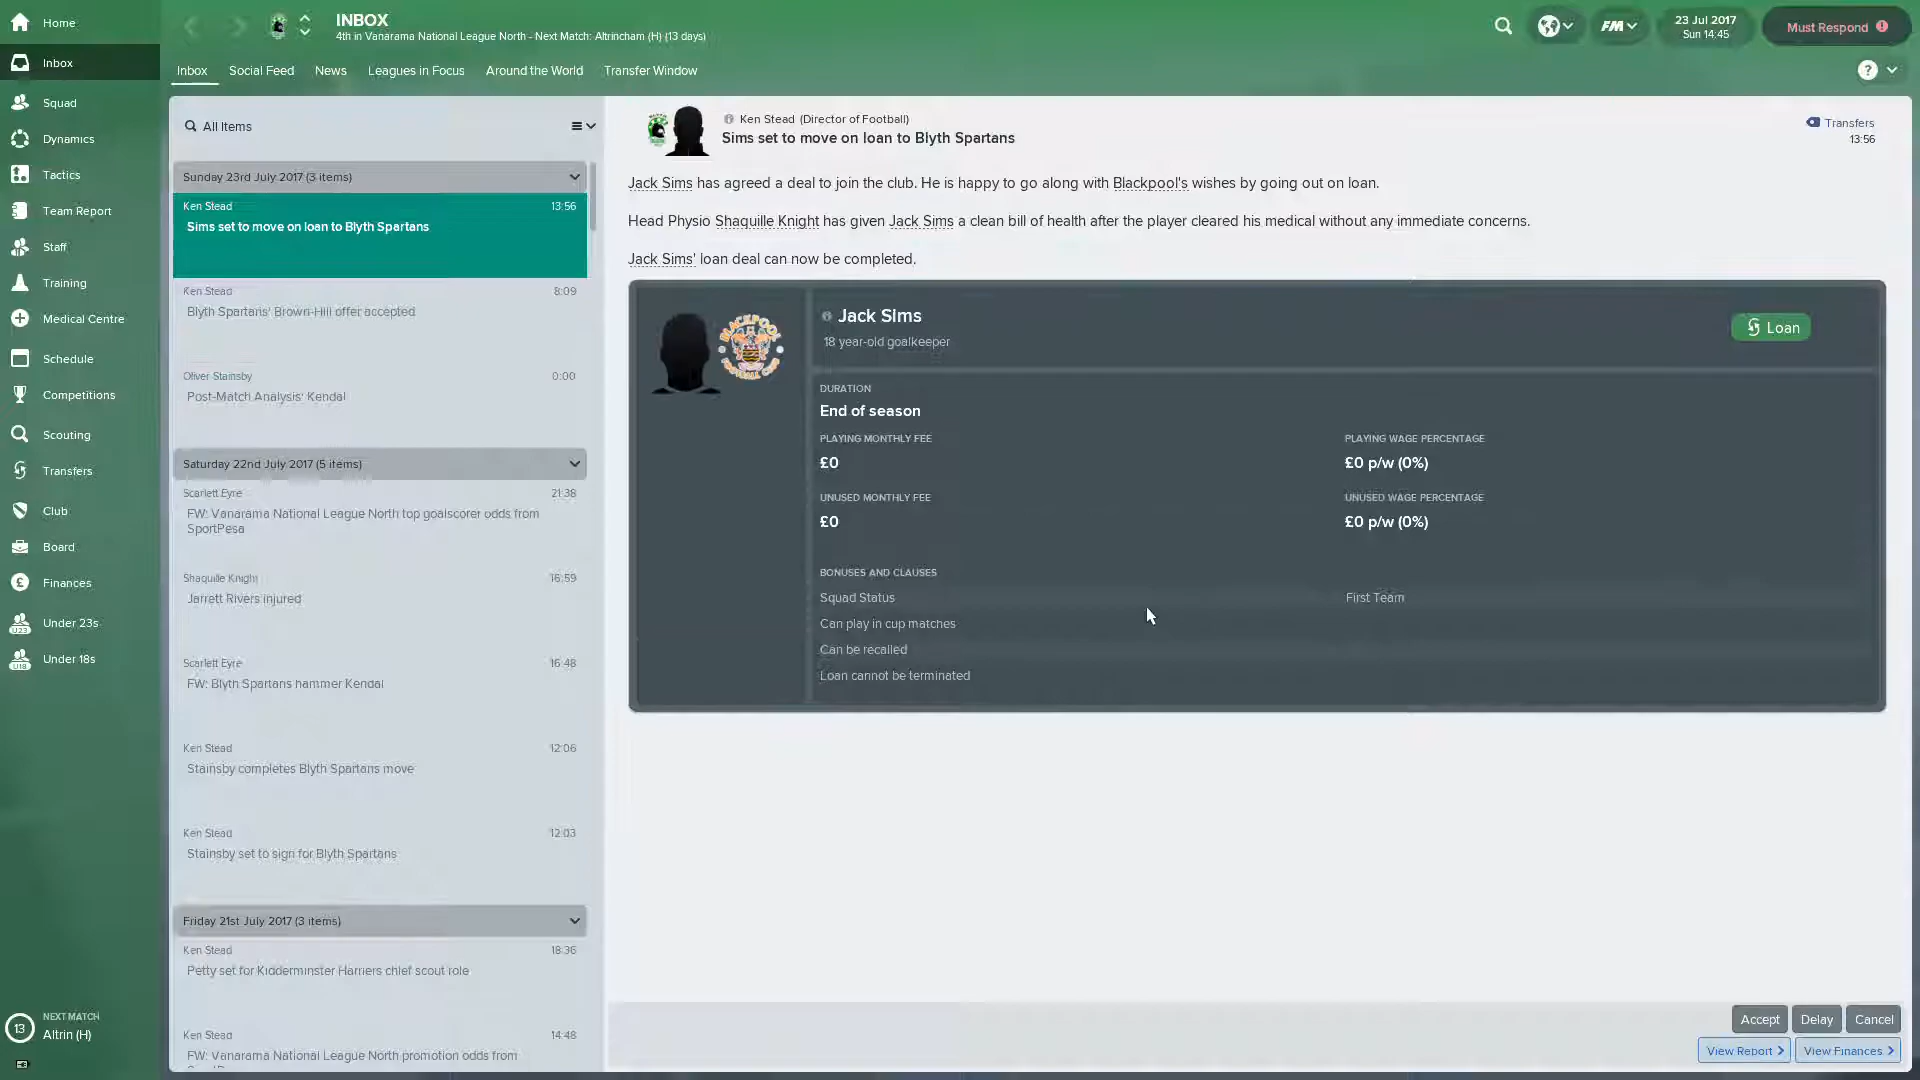 Home
Inbox
Squad
Dynamics
Tactics
Team Report
Staff
Training
Medical Centre
Schedule
Competitions
Scouting
Transfers
Club
Board
Finances
Under 23s
Under 18s
13
NEXT MATCH
Altrin (H)
INBOX
4th in Vanarama National League North - Next Match: Altrincham (H) (13 days)
FM
23 Jul 2017
Sun 14:45
Must Respond
Inbox Social Feed News Leagues in Focus Around the World Transfer Window
All Items
Sunday 23rd July 2017 (3 items)
Ken Stead 13:56
Sims set to move on loan to Blyth Spartans
Ken Stead 8:09
Blyth Spartans' Brown-Hill offer accepted
Oliver Stainsby 0:00
Post-Match Analysis: Kendal
Saturday 22nd July 2017 (5 items)
Scarlett Eyre 21:38
FW: Vanarama National League North top goalscorer odds from
SportPesa
Shaquille Knight 16:59
Jarrett Rivers injured
Scarlett Eyre 16:48
FW: Blyth Spartans hammer Kendal
Ken Stead 12:06
Stainsby completes Blyth Spartans move
Ken Stead 12:03
Stainsby set to sign for Blyth Spartans
Friday 21st July 2017 (3 items)
Ken Stead 18:36
Petty set for Kidderminster Harriers chief scout role
Ken Stead 14:48
FW: Vanarama National League North promotion odds from
Ken Stead (Director of Football)
Sims set to move on loan to Blyth Spartans
Transfers
13:56
Jack Sims has agreed a deal to join the club. He is happy to go along with Blackpool's wishes by going out on loan.
Head Physio Shaquille Knight has given Jack Sims a clean bill of health after the player cleared his medical without any immediate concerns.
Jack Sims' loan deal can now be completed.
Jack Sims
18 year-old goalkeeper
Loan
DURATION
End of season
PLAYING MONTHLY FEE PLAYING WAGE PERCENTAGE
£0 £0 p/w (0%)
UNUSED MONTHLY FEE UNUSED WAGE PERCENTAGE
£0 £0 p/w (0%)
BONUSES AND CLAUSES
Squad Status First Team
Can play in cup matches
Can be recalled
Loan cannot be terminated
Accept Delay Cancel
View Report View Finances